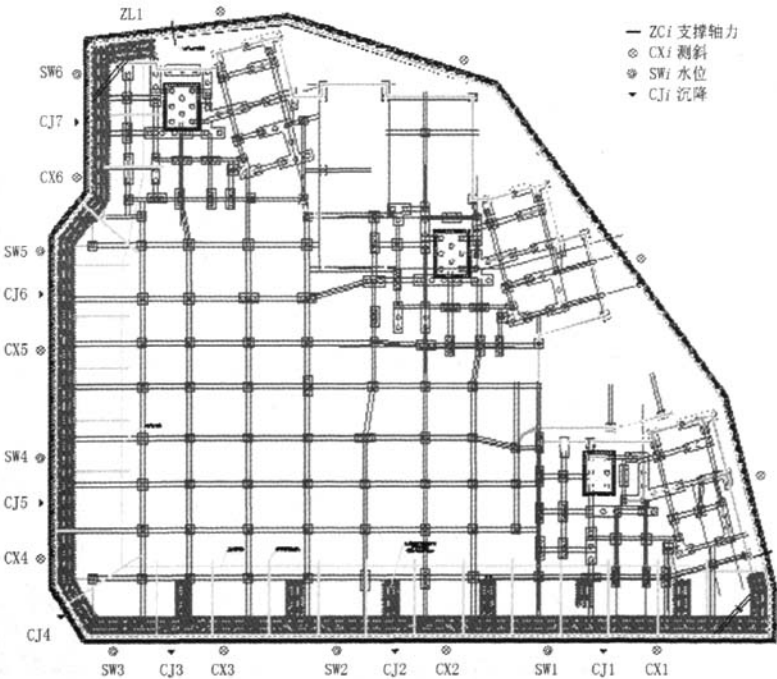 ZL1
ZCi 支撑轴力
CXi 测斜
SWi 水位
CJi 沉降
SW6
CJ7
CX6
SW5
CJ6
CX5
SW4
CJ5
CX4
CJ4
SW3
CJ3
CX3
SW2
CJ2
CX2
SW1
CJ1
CX1